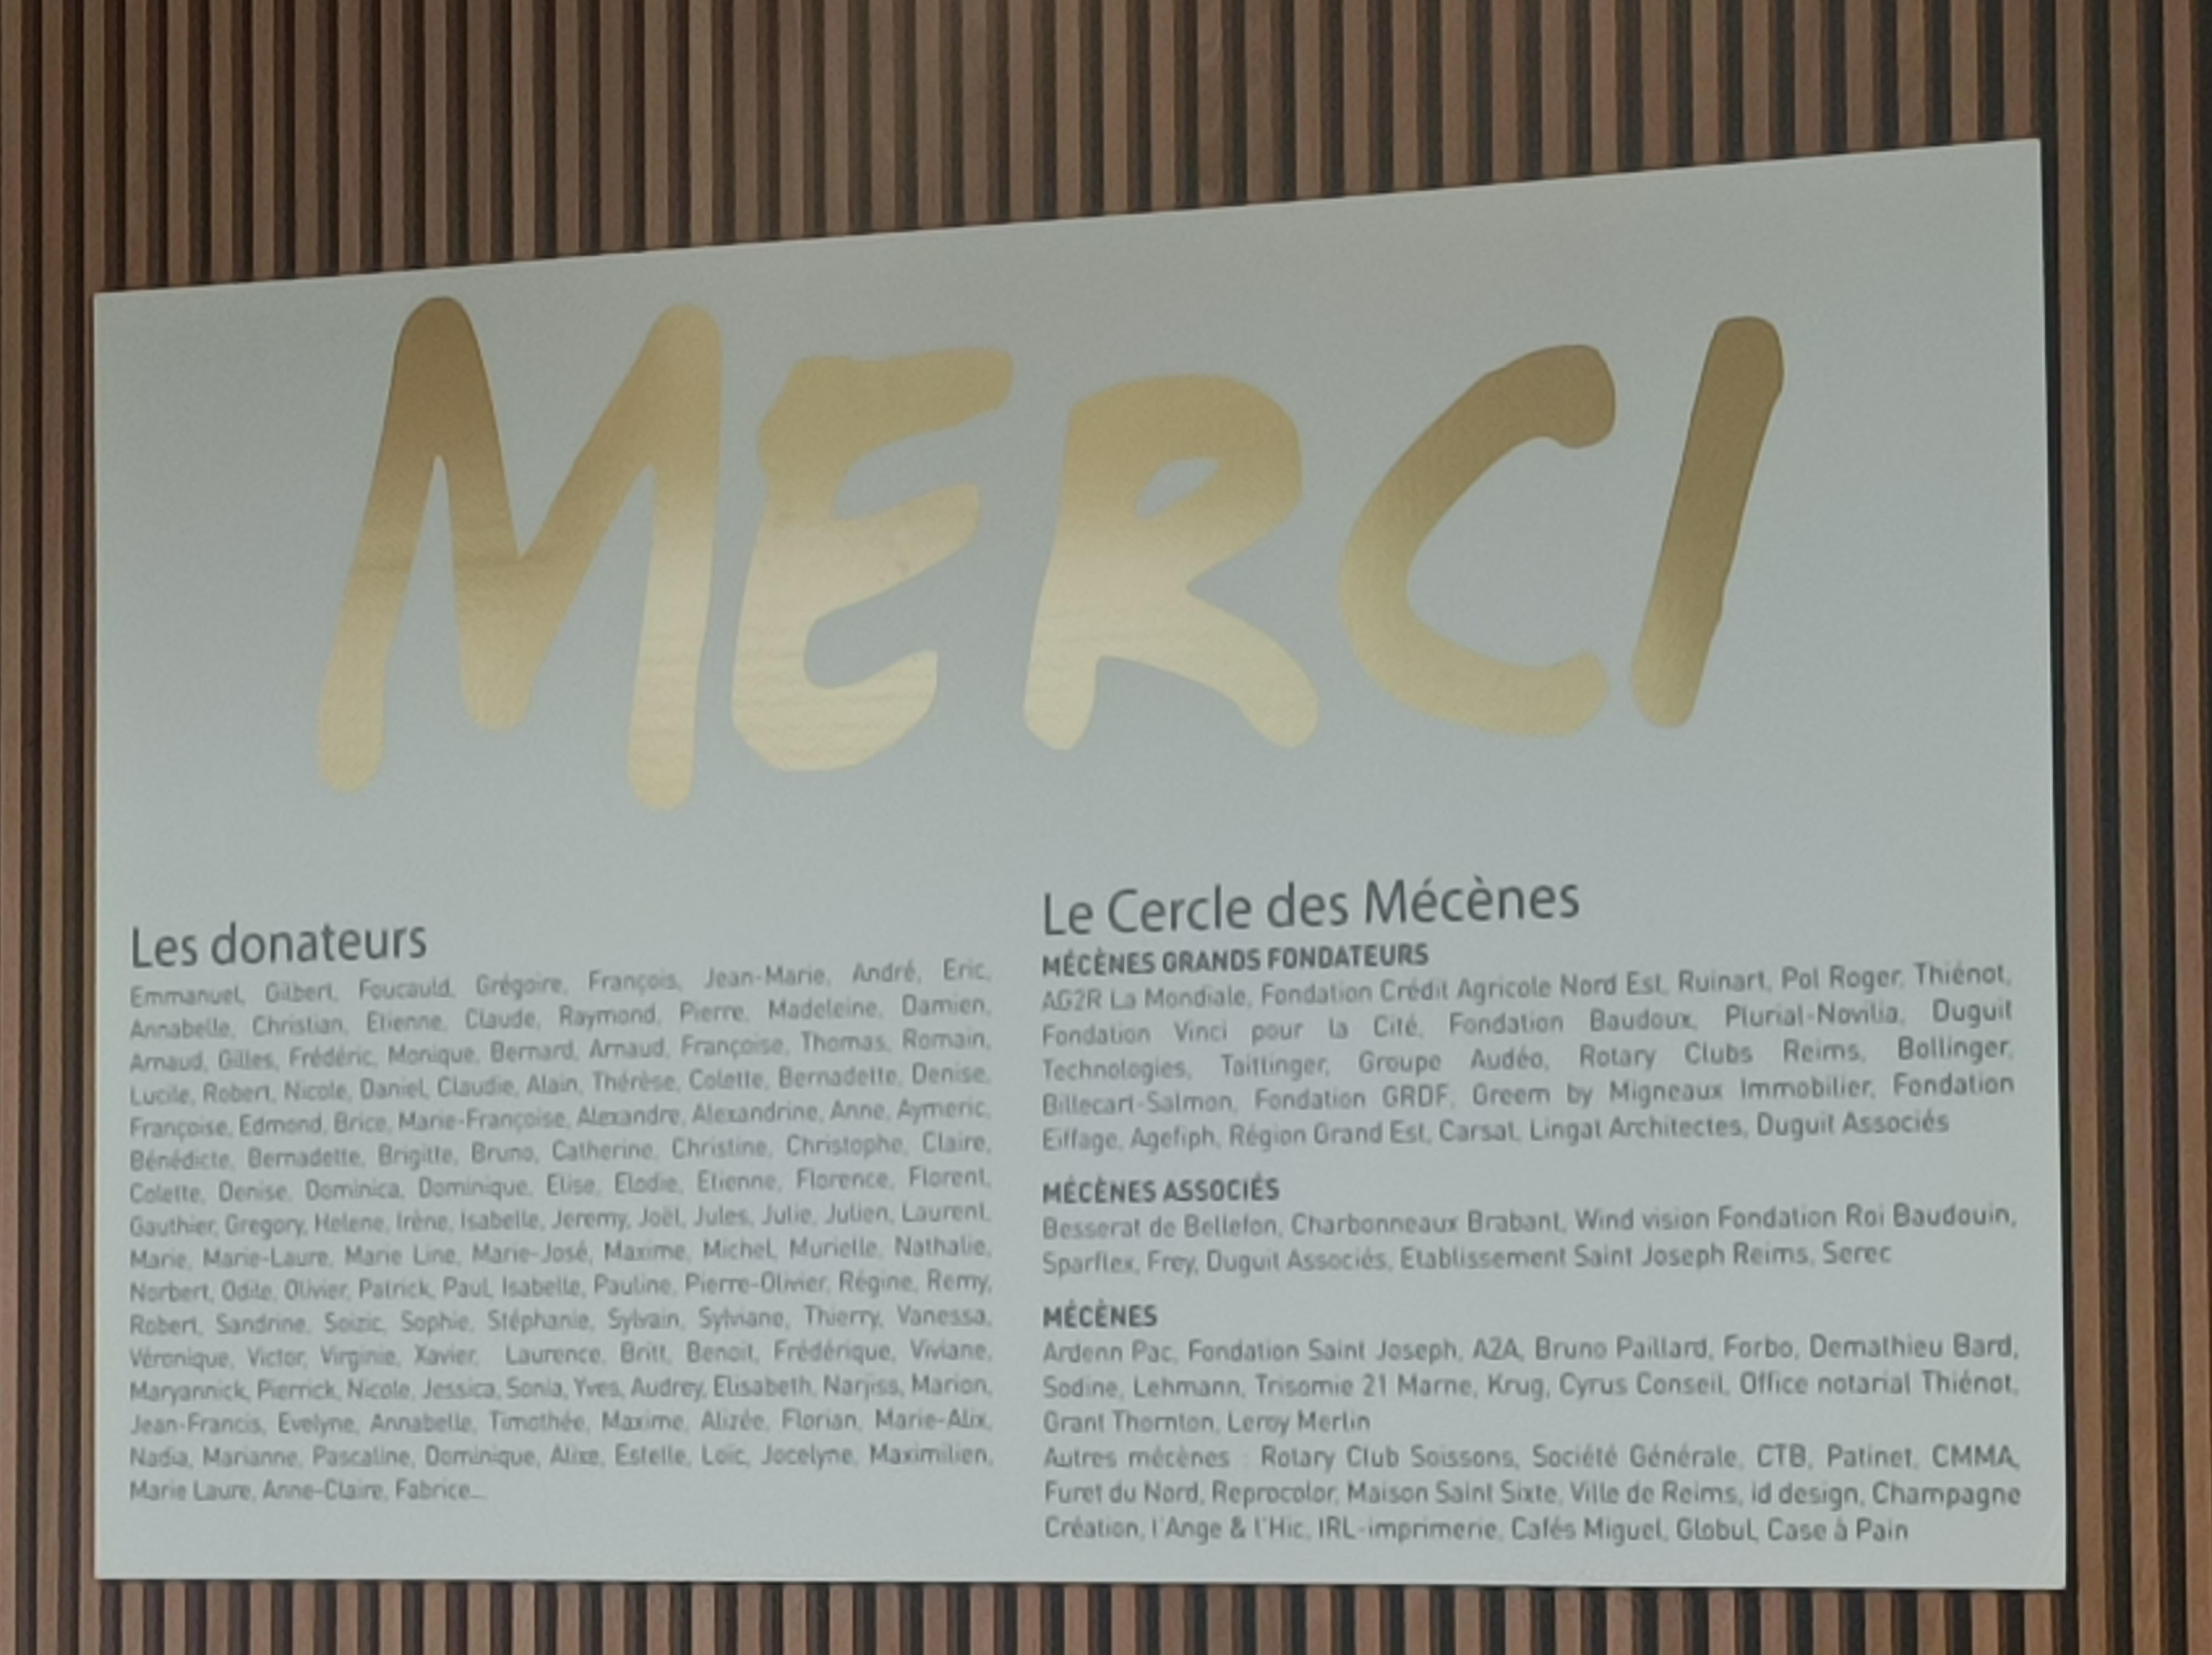 MERCI
Les donateurs
Emmanuel, Gilbert, Foucauld, Grégoire, François, Jean-Marie, André, Eric,
Annabelle, Christian, Etienne, Claude, Raymond, Pierre, Madeleine, Damien,
Arnaud, Gilles, Frédéric, Monique, Bernard, Arnaud, Françoise, Thomas, Romain,
Lucile, Robert, Nicole, Daniel, Claudie, Alain, Thérèse, Colette, Bernadette, Denise,
Françoise, Edmond, Brice, Marie-Françoise, Alexandre, Alexandrine, Anne, Aymeric,
Bénédicte, Bernadette, Brigitte, Bruno, Catherine, Christine, Christophe, Claire,
Colette, Denise, Dominica, Dominique, Elise, Elodie, Etienne, Florence, Florent,
Gauthier, Gregory, Helene, Irène, Isabelle, Jeremy, Joël, Jules, Julie, Julien, Laurent,
Marie, Marie-Laure, Marie Line, Marie-José, Maxime, Michel, Murielle, Nathalie,
Norbert, Odile, Olivier, Patrick, Paul, Isabelle, Pauline, Pierre-Olivier, Régine, Remy,
Robert, Sandrine, Soizic, Sophie, Stéphanie, Sylvain, Sylviane, Thierry, Vanessa,
Véronique, Victor, Virginie, Xavier, Laurence, Britt, Benoit, Frédérique, Viviane,
Maryannick, Pierrick, Nicole, Jessica, Sonia, Yves, Audrey, Elisabeth, Narjiss, Marion,
Jean-Francis, Evelyne, Annabelle, Timothée, Maxime, Alizée, Florian, Marie-Alix,
Nadia, Marianne, Pascaline, Dominique, Alixe, Estelle, Loïc, Jocelyne, Maximilien,
Marie Laure, Anne-Claire, Fabrice...
Le Cercle des Mécènes
MÉCÈNES GRANDS FONDATEURS
AG2R La Mondiale, Fondation Crédit Agricole Nord Est, Ruinart, Pol Roger, Thiénot,
Fondation Vinci pour la Cité, Fondation Baudoux, Plurial-Novilia, Duguit
Technologies, Taittinger, Groupe Audéo, Rotary Clubs Reims, Bollinger,
Billecart-Salmon, Fondation GRDF, Greem by Migneaux Immobilier, Fondation
Eiffage, Agefiph, Région Grand Est, Carsat, Lingat Architectes, Duguit Associés
MÉCÈNES ASSOCIÉS
Besserat de Bellefon, Charbonneaux Brabant, Wind vision Fondation Roi Baudouin,
Sparflex, Frey, Duguit Associés, Etablissement Saint Joseph Reims, Serec
MÉCÈNES
Ardenn Pac, Fondation Saint Joseph, A2A, Bruno Paillard, Forbo, Demathieu Bard,
Sodine, Lehmann, Trisomie 21 Marne, Krug, Cyrus Conseil, Office notarial Thiénot,
Grant Thornton, Leroy Merlin
Autres mécènes : Rotary Club Soissons, Société Générale, CTB, Patinet, CMMA,
Furet du Nord, Reprocolor, Maison Saint Sixte, Ville de Reims, id design, Champagne
Création, l'Ange & l'Hic, IRL-imprimerie, Cafés Miguel, Globul, Case à Pain